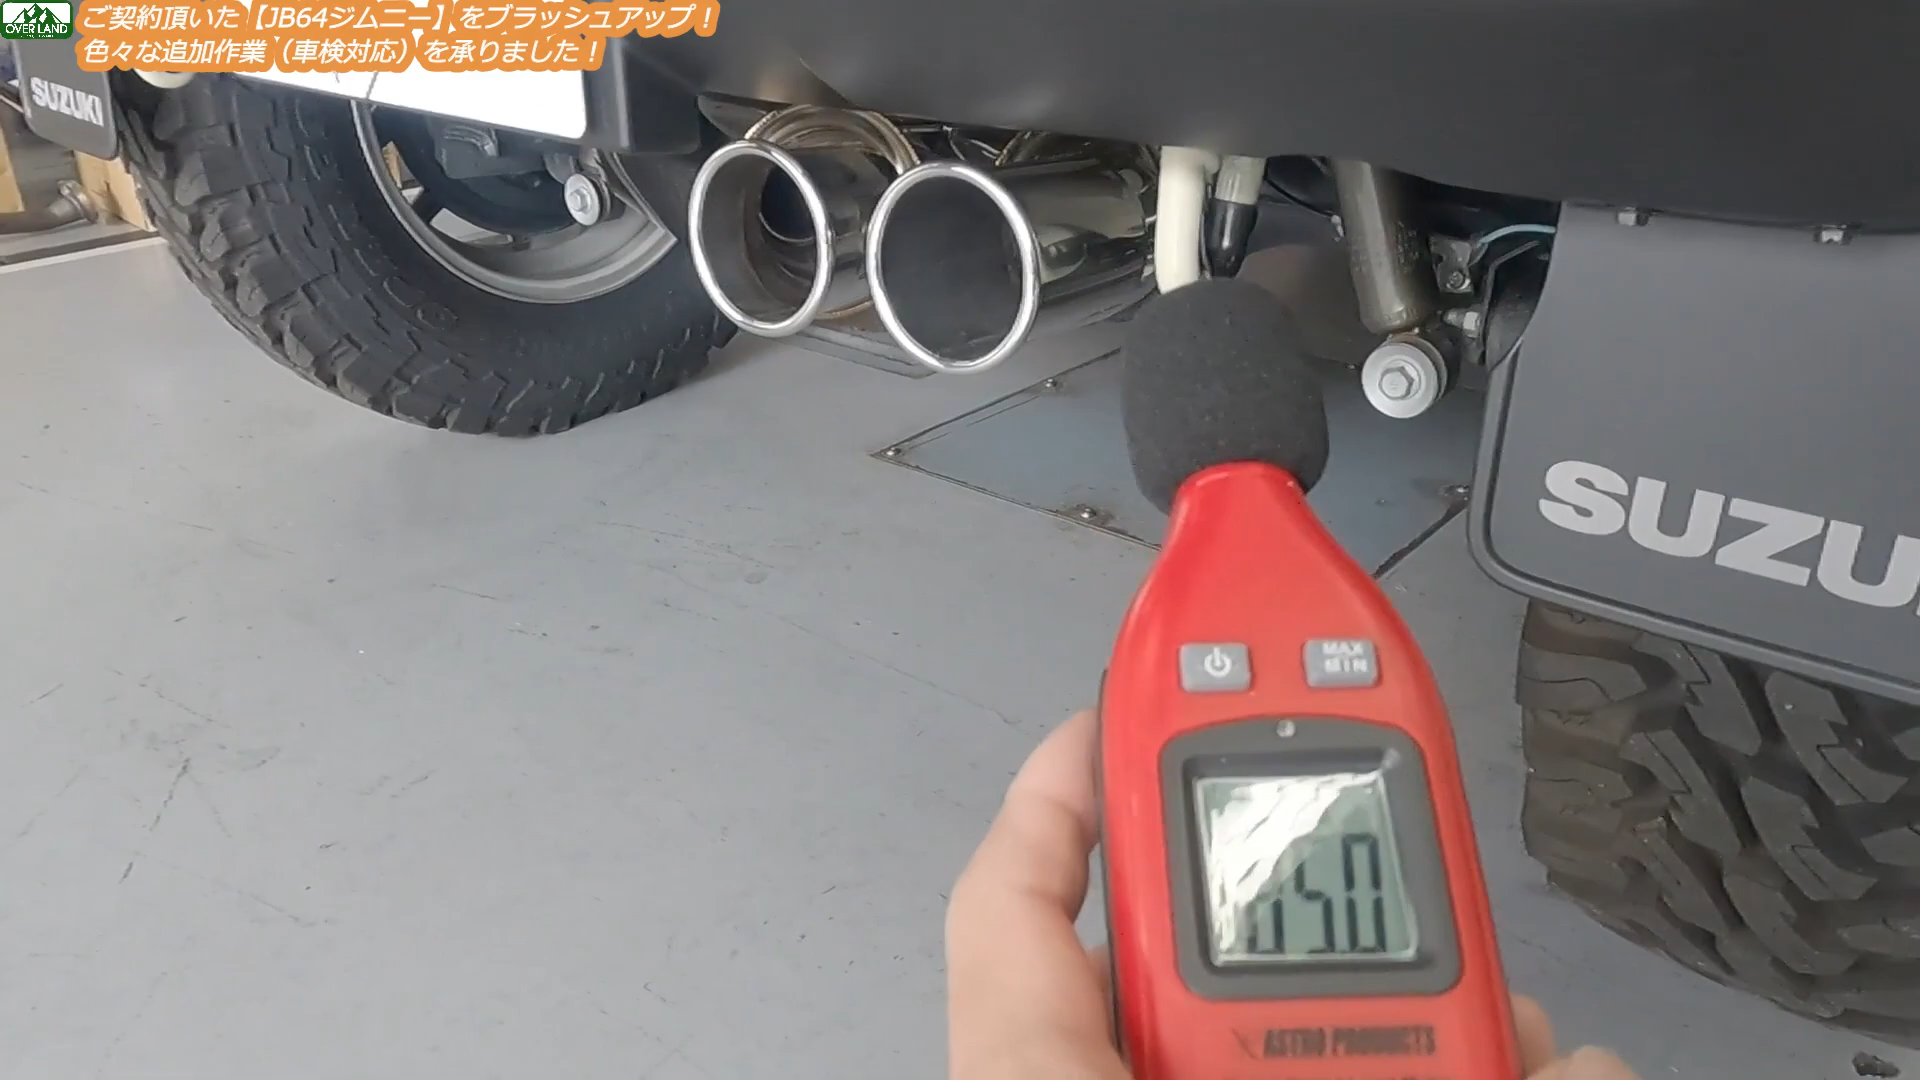 ご契約頂いた【JB64ジムニー】をブラッシュアップ！
色々な追加作業（車検対応）を承りました！
OVER LAND
SUZUKI
SUZU
MAX
MIN
ASTRO PRODUCTS